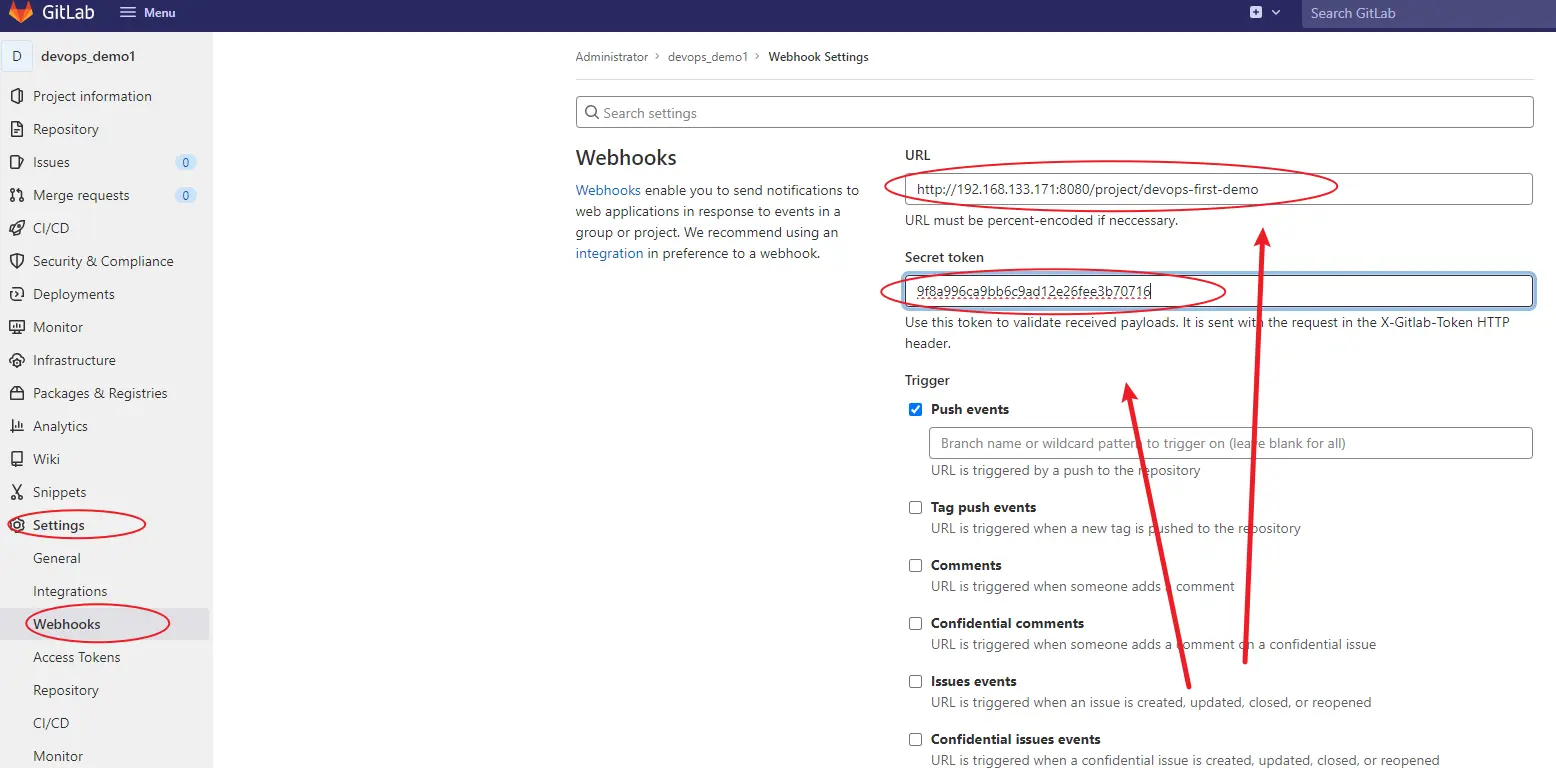 GitLab
Menu
Search GitLab
D
devops_demo1
Project information
Repository
Issues
0
Merge requests
0
CI/CD
Security & Compliance
Deployments
Monitor
Infrastructure
Packages & Registries
Analytics
Wiki
Snippets
Settings
General
Integrations
Webhooks
Access Tokens
Repository
CI/CD
Monitor
Administrator > devops_demo1 > Webhook Settings
Search settings
Webhooks
Webhooks enable you to send notifications to
web applications in response to events in a
group or project. We recommend using an
integration in preference to a webhook.
URL
http://192.168.133.171:8080/project/devops-first-demo
URL must be percent-encoded if neccessary.
Secret token
9f8a996ca9bb6c9ad12e26fee3b70716
Use this token to validate received payloads. It is sent with the request in the X-Gitlab-Token HTTP
header.
Trigger
Push events
Branch name or wildcard pattern to trigger on (leave blank for all)
URL is triggered by a push to the repository
Tag push events
URL is triggered when a new tag is pushed to the repository
Comments
URL is triggered when someone adds a comment
Confidential comments
URL is triggered when someone adds a comment on a confidential issue
Issues events
URL is triggered when an issue is created, updated, closed, or reopened
Confidential issues events
URL is triggered when a confidential issue is created, updated, closed, or reopened